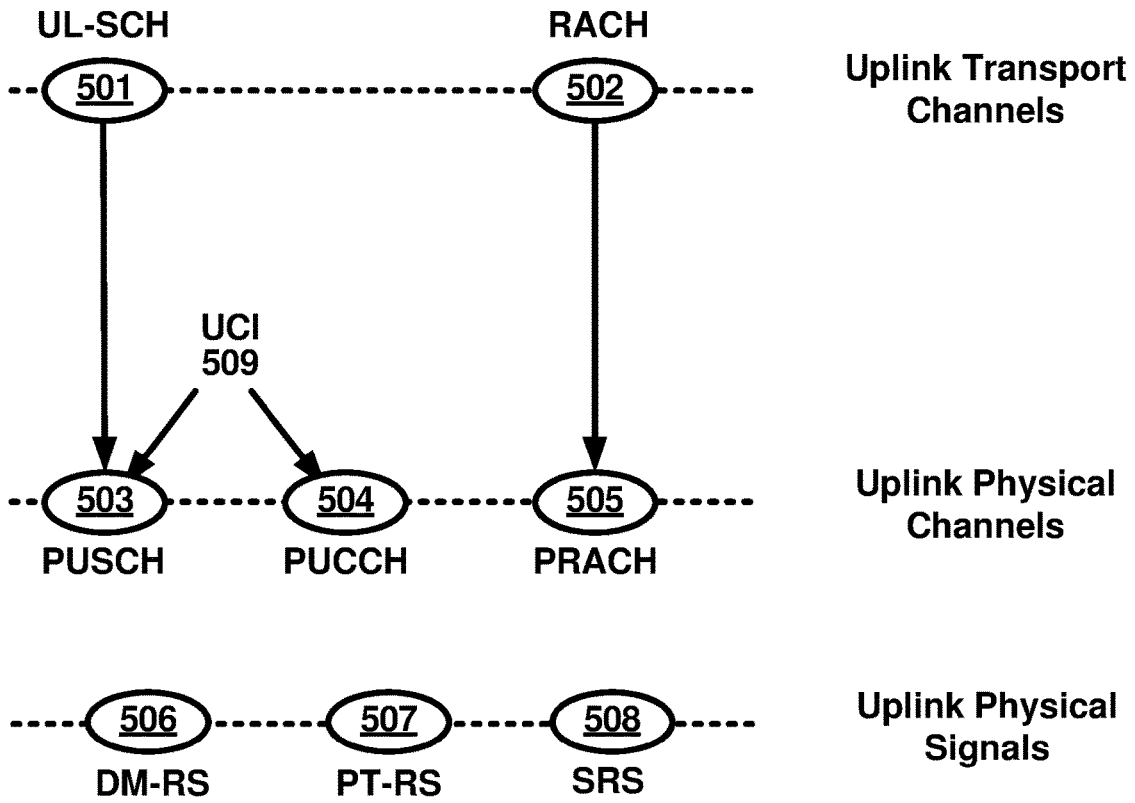 UL-SCH
RACH
501
502
Uplink Transport
Channels
UCI
509
503
504
505
Uplink Physical
Channels
PUSCH
PUCCH
PRACH
506
507
508
Uplink Physical
Signals
DM-RS
PT-RS
SRS